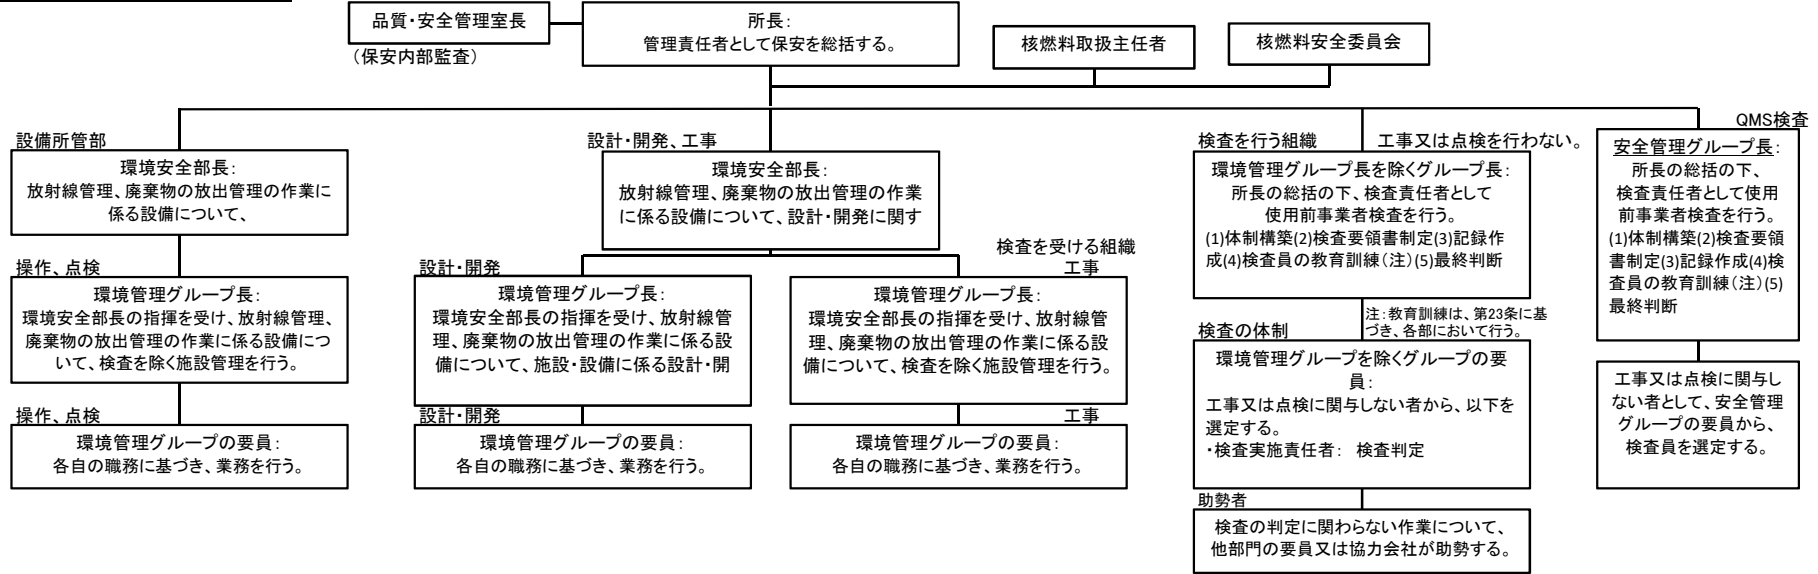 品質・安全管理室長
(保安内部監査)
所長:
管理責任者として保安を総括する。
核燃料取扱主任者
核燃料安全委員会
設備所管部
環境安全部長:
放射線管理、廃棄物の放出管理の作業に
係る設備について、
操作、点検
環境管理グループ長:
環境安全部長の指揮を受け、放射線管理、
廃棄物の放出管理の作業に係る設備につ
いて、検査を除く施設管理を行う。
操作、点検
環境管理グループの要員:
各自の職務に基づき、業務を行う。
設計・開発、工事
環境安全部長:
放射線管理、廃棄物の放出管理の作業
に係る設備について、設計・開発に関す
検査を受ける組織
設計・開発
環境管理グループ長:
環境安全部長の指揮を受け、放射線管
理、廃棄物の放出管理の作業に係る設
備について、施設・設備に係る設計・開
設計・開発
環境管理グループの要員:
各自の職務に基づき、業務を行う。
工事
環境管理グループ長:
環境安全部長の指揮を受け、放射線管
理、廃棄物の放出管理の作業に係る設
備について、検査を除く施設管理を行う。
工事
環境管理グループの要員:
各自の職務に基づき、業務を行う。
検査を行う組織
工事又は点検を行わない。
環境管理グループ長を除くグループ長:
所長の総括の下、検査責任者として
使用前事業者検査を行う。
(1)体制構築(2)検査要領書制定(3)記録作
成(4)検査員の教育訓練(注)(5)最終判断
注:教育訓練は、第23条に基
づき、各部において行う。
検査の体制
環境管理グループを除くグループの要
員:
工事又は点検に関与しない者から、以下を
選定する。
・検査実施責任者: 検査判定
助勢者
検査の判定に関わらない作業について、
他部門の要員又は協力会社が助勢する。
QMS検査
安全管理グループ長:
所長の総括の下、
検査責任者として使用
前事業者検査を行う。
(1)体制構築(2)検査要領
書制定(3)記録作成(4)検
査員の教育訓練(注)(5)
最終判断
工事又は点検に関与し
ない者として、安全管理
グループの要員から、
検査員を選定する。